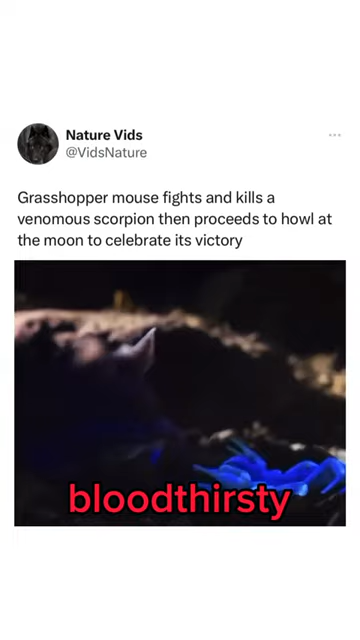 Nature Vids
@VidsNature
Grasshopper mouse fights and kills a
venomous scorpion then proceeds to howl at
the moon to celebrate its victory
bloodthirsty